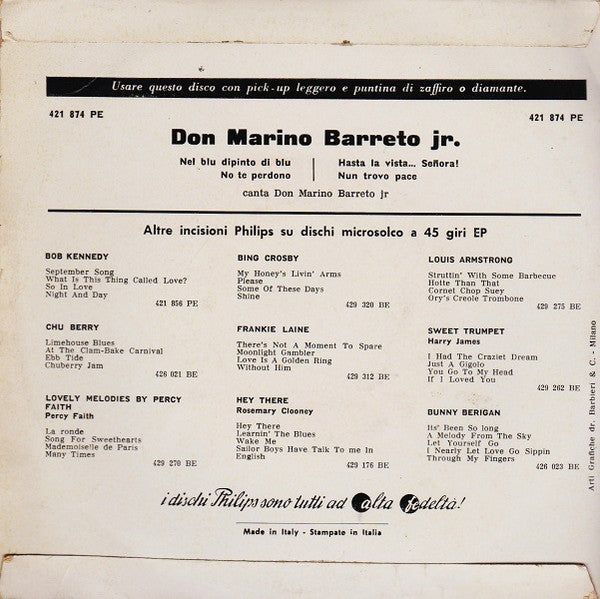 Usare questo disco con pick-up leggero e puntina di zaffiro o diamante.
421 874 PE
421 874 PE
Don Marino Barreto jr.
Nel blu dipinto di blu
No te perdono
Hasta la vista... Señora!
Nun trovo pace
canta Don Marino Barreto jr
Altre incisioni Philips su dischi microsolco a 45 giri EP
BOB KENNEDY
September Song
What Is This Thing Called Love?
So In Love
Night And Day
421 856 PE
BING CROSBY
My Honey's Livin' Arms
Please
Some Of These Days
Shine
429 320 BE
LOUIS ARMSTRONG
Struttin' With Some Barbecue
Hotte Than That
Cornet Chop Suey
Ory's Creole Trombone
429 275 BE
CHU BERRY
Limehouse Blues
At The Clam-Bake Carnival
Ebb Tide
Chuberry Jam
426 021 BE
FRANKIE LAINE
There's Not A Moment To Spare
Moonlight Gambler
Love Is A Golden Ring
Without Him
429 312 BE
SWEET TRUMPET
Harry James
I Had The Craziet Dream
Just A Gigolo
You Go To My Head
If I Loved You
429 262 BE
LOVELY MELODIES BY PERCY
FAITH
Percy Faith
La ronde
Song For Sweethearts
Mademoiselle de Paris
Many Times
429 270 BE
HEY THERE
Rosemary Clooney
Hey There
Learnin' The Blues
Wake Me
Sailor Boys Have Talk To me In
English
429 176 BE
BUNNY BERIGAN
Its' Been So long
A Melody From The Sky
Let Yourself Go
I Nearly Let Love Go Sippin
Through My Fingers
426 023 BE
i dischi Philips sono tutti ad alta fedeltà!
Made in Italy - Stampate in Italia
Arti Grafiche dr. Barbieri & C. - Milano